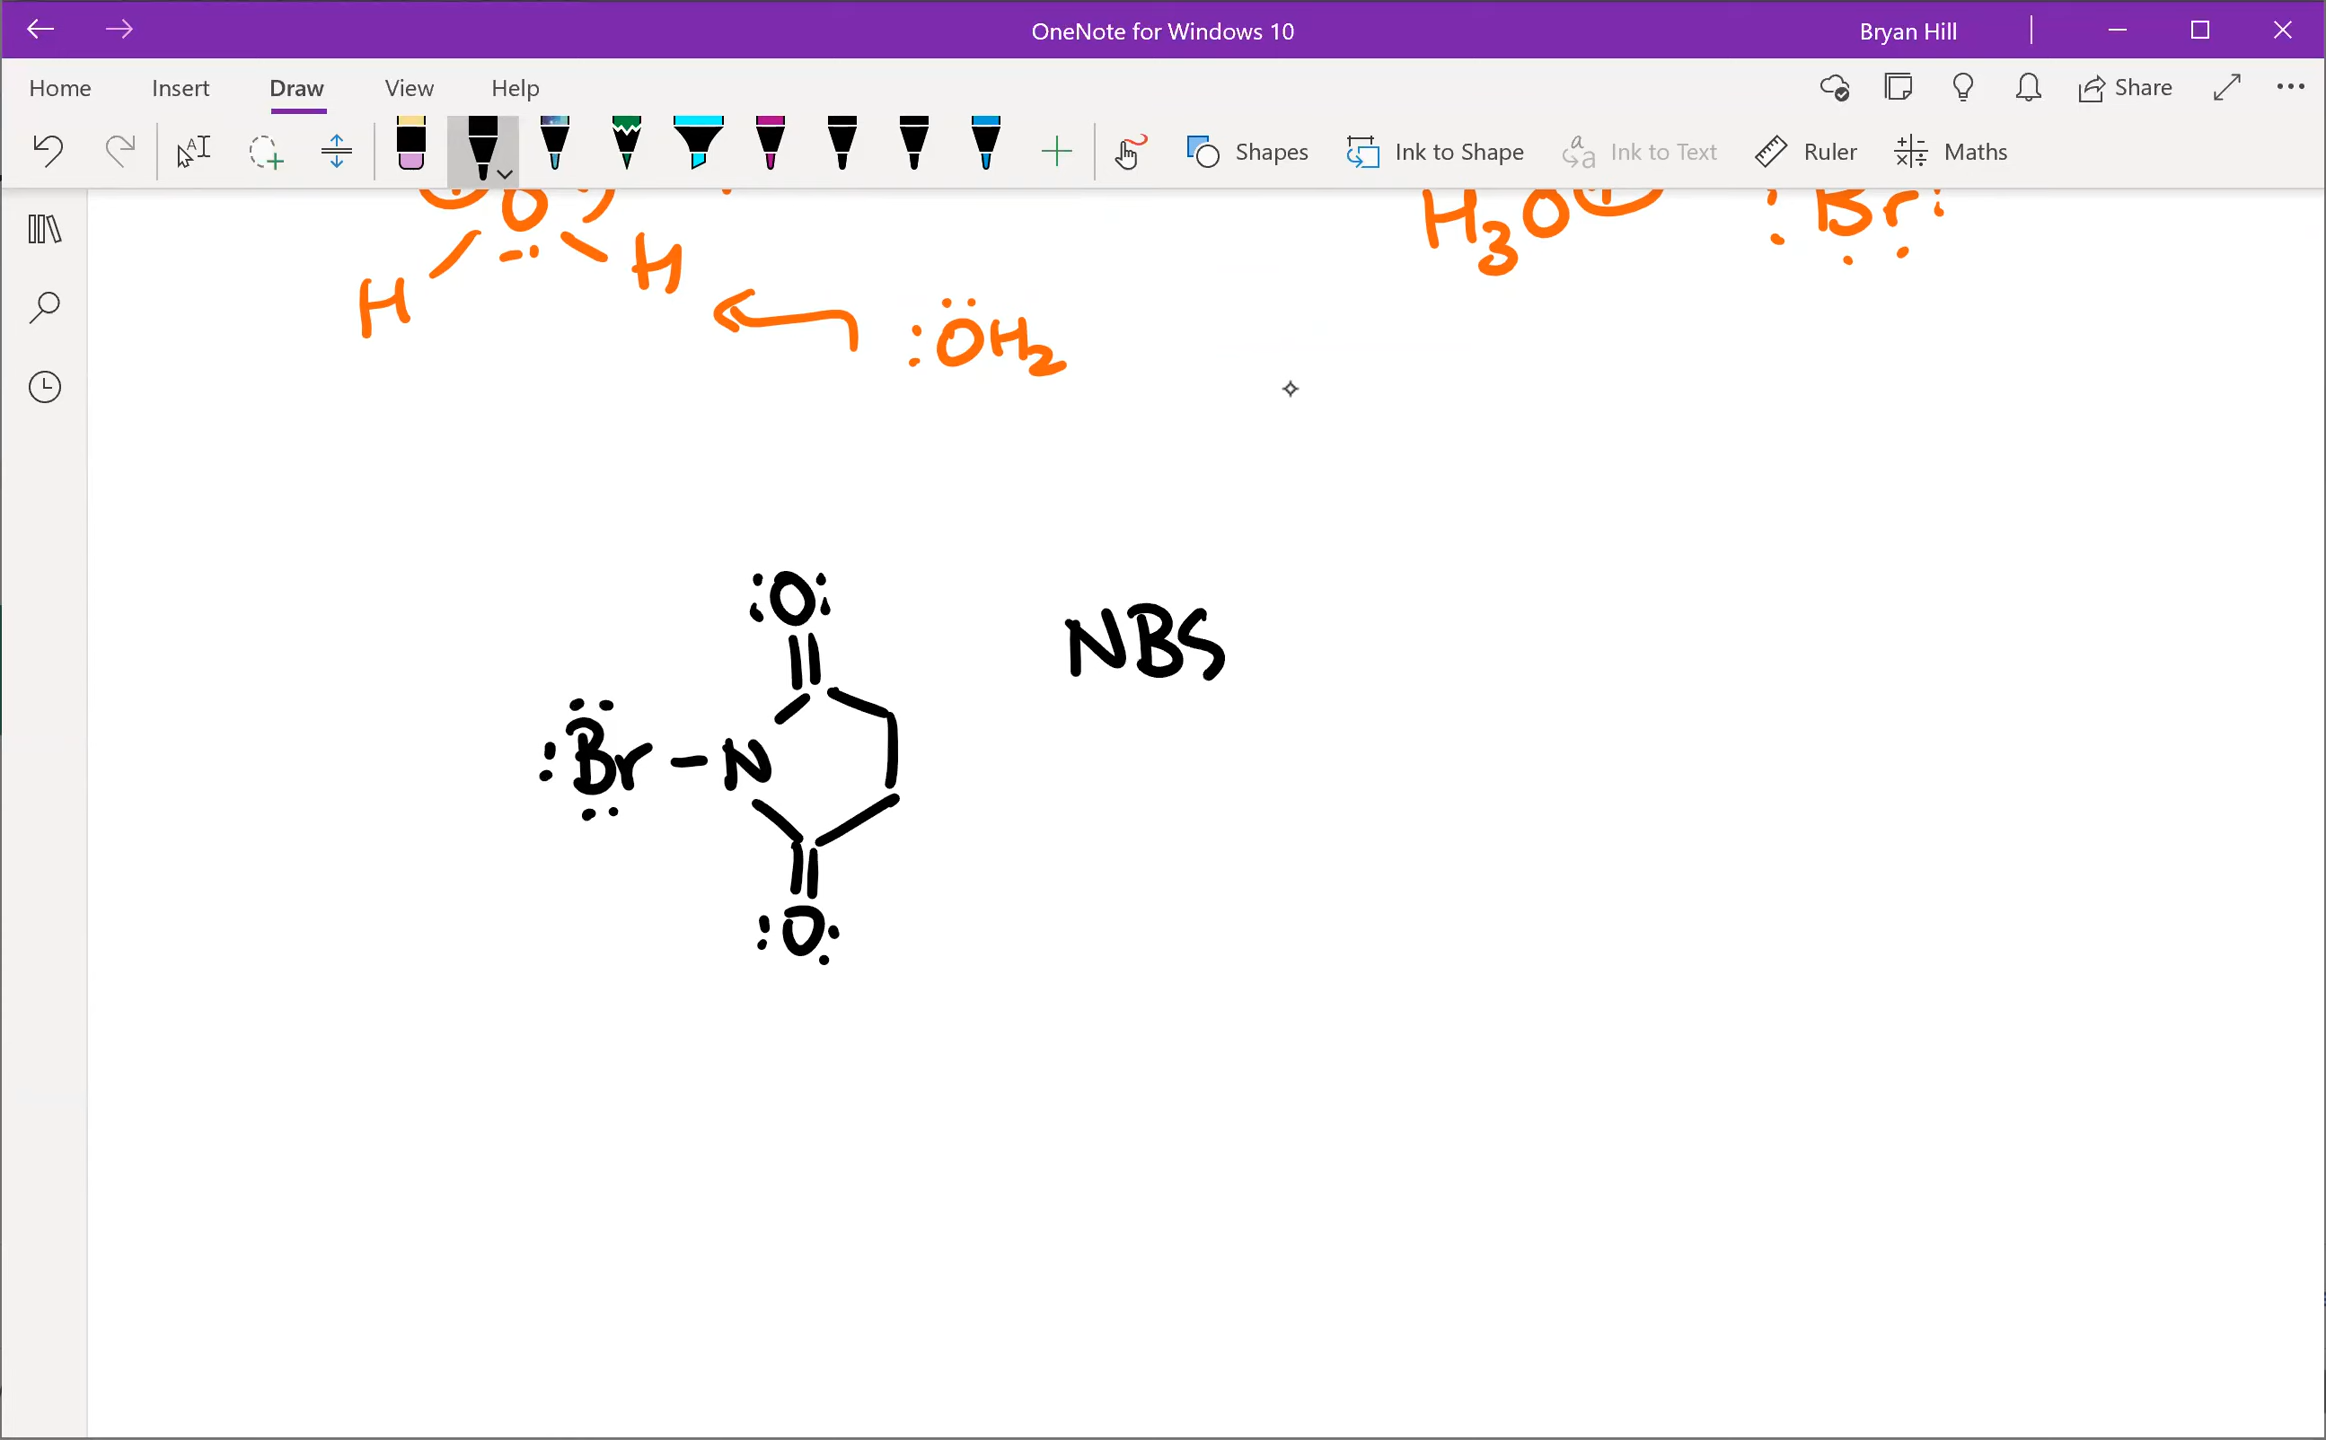 OneNote for Windows 10
Bryan Hill
Home Insert Draw View Help
Share
Shapes Ink to Shape Ink to Text Ruler Maths
O
H H
:ÖH2
H3O+ :Br:
:O:
NBS
:Br - N
:O: